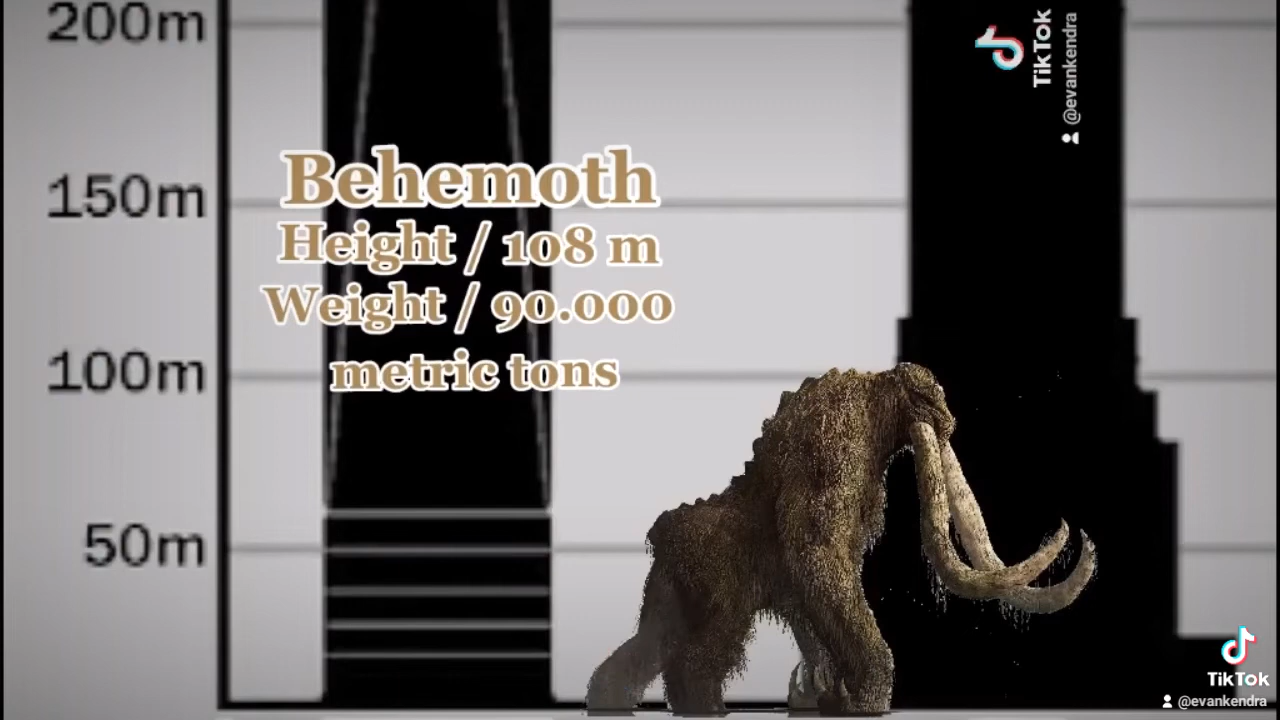 200m
TikTok
@evankendra
Behemoth
150m
Height / 108 m
Weight / 90.000
100m
metric tons
50m
TikTok
@evankendra